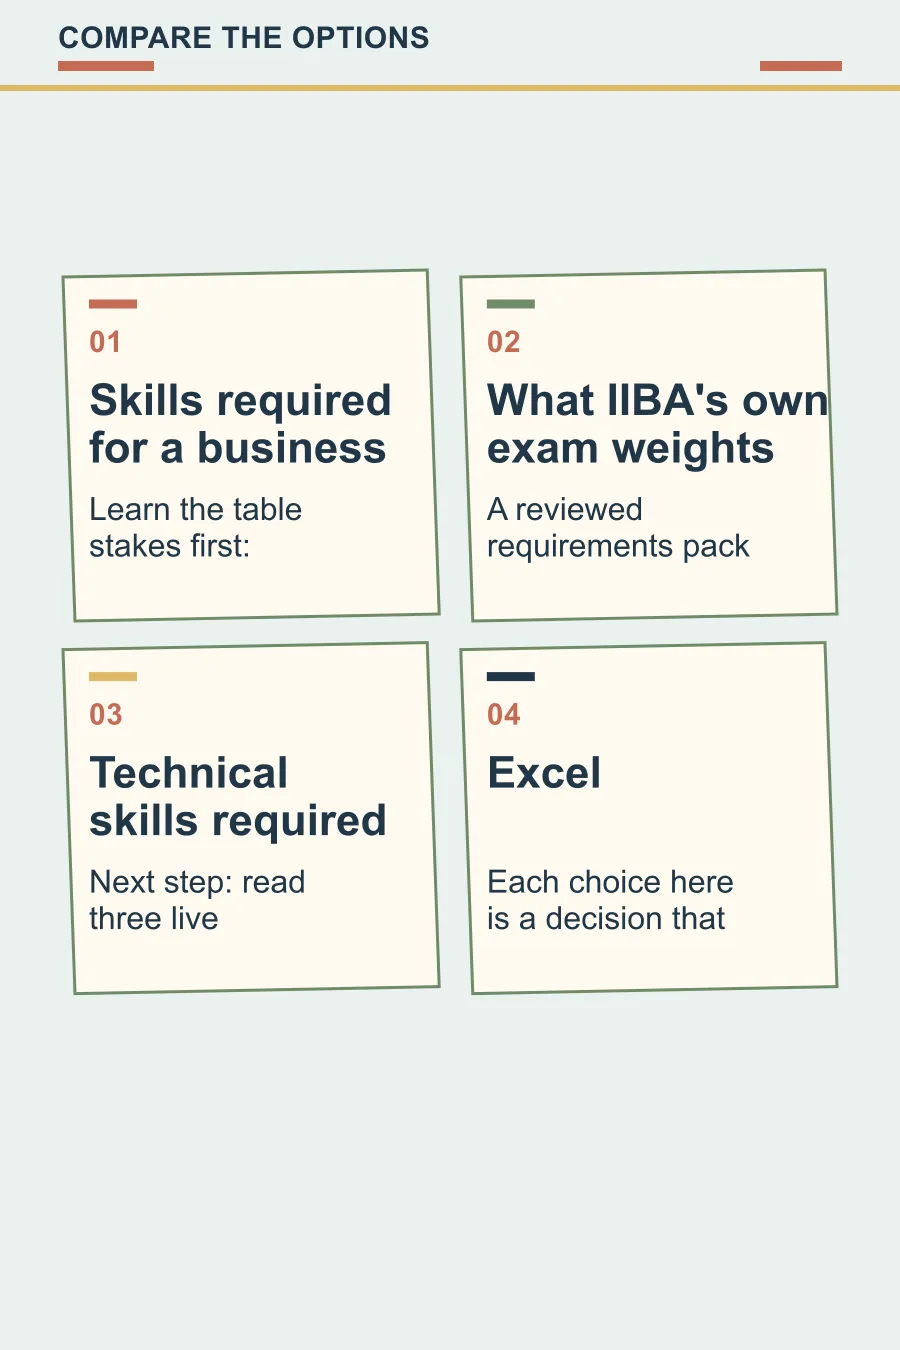 COMPARE THE OPTIONS
01
Skills required
for a business
Learn the table
stakes first:
02
What IIBA's own
exam weights
A reviewed
requirements pack
03
Technical
skills required
Next step: read
three live
04
Excel
Each choice here
is a decision that